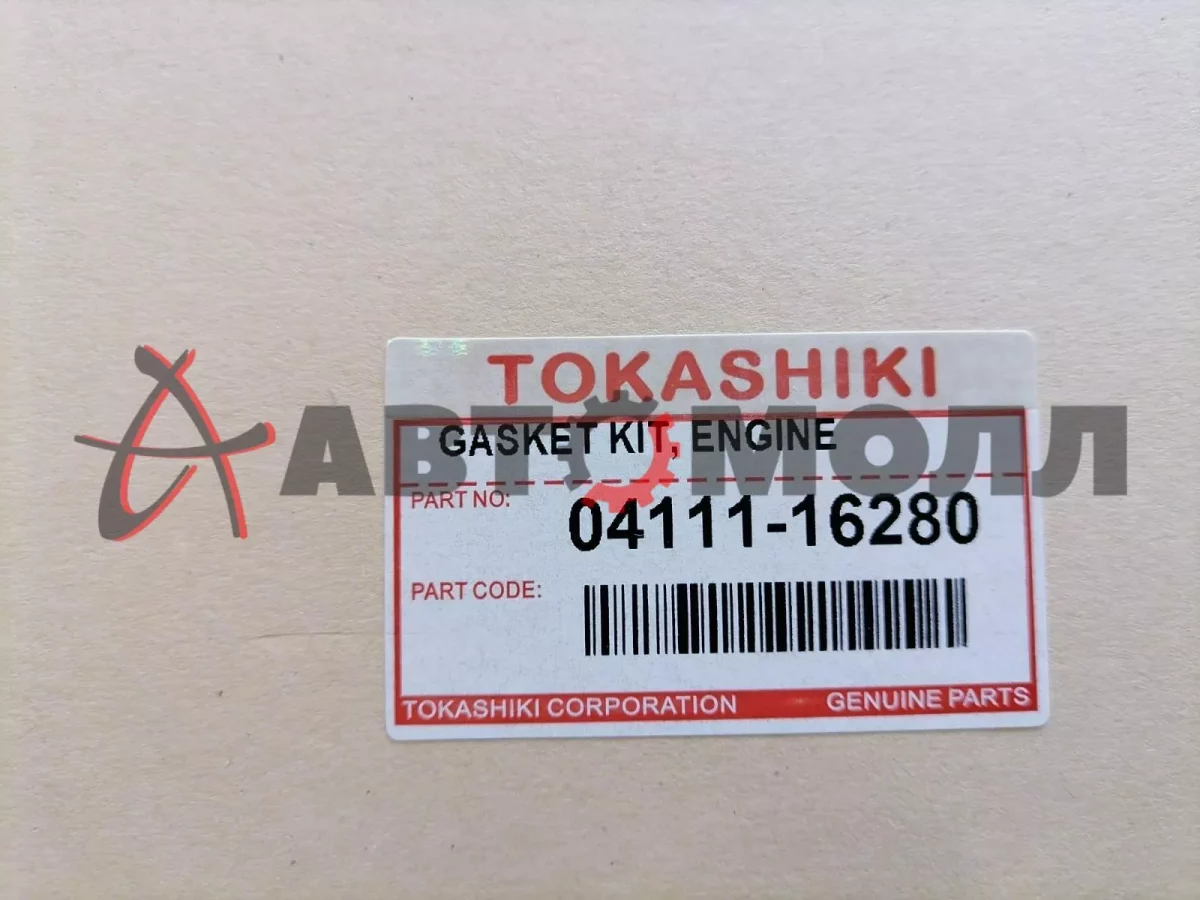 TOKASHIKI
АВТОМОЛЛ
GASKET KIT, ENGINE
PART NO:
04111-16280
PART CODE:
TOKASHIKI CORPORATION
GENUINE PARTS